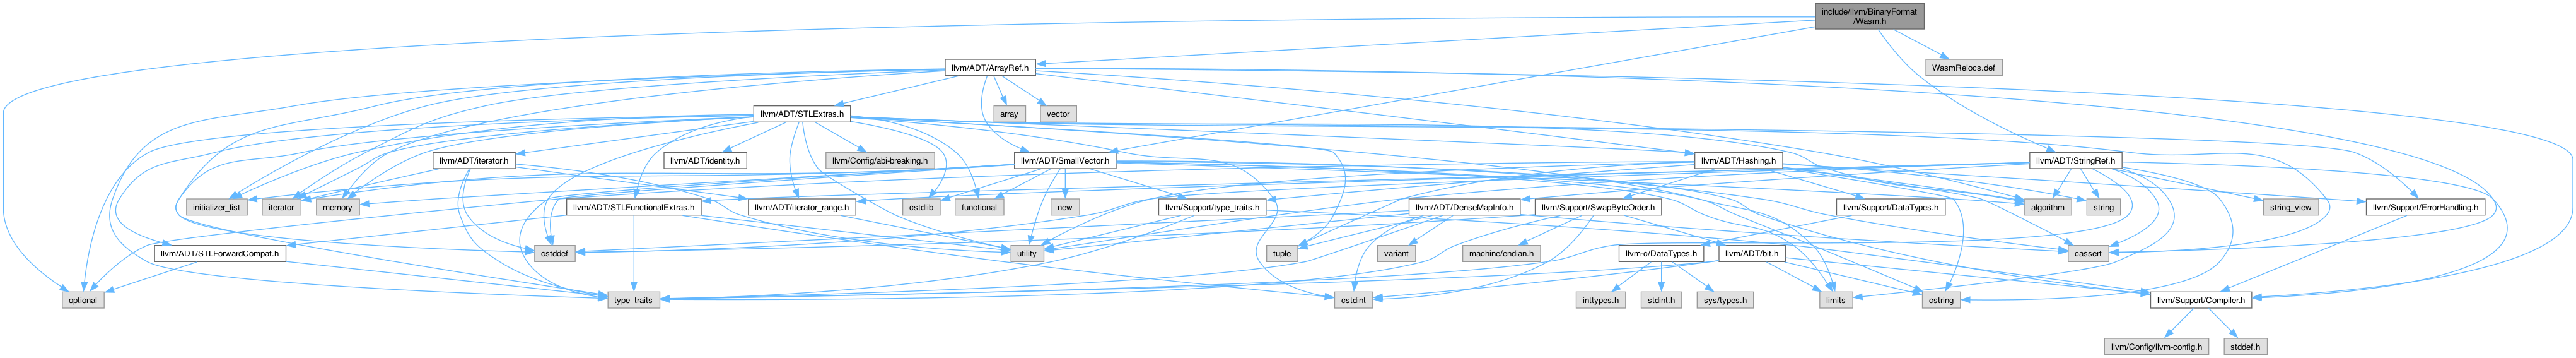 include/llvm/BinaryFormat
/Wasm.h
llvm/ADT/ArrayRef.h
WasmRelocs.def
llvm/ADT/STLExtras.h
array
vector
llvm/ADT/iterator.h
llvm/ADT/identity.h
llvm/Config/abi-breaking.h
llvm/ADT/SmallVector.h
llvm/ADT/Hashing.h
llvm/ADT/StringRef.h
initializer_list
iterator
memory
llvm/ADT/STLFunctionalExtras.h
llvm/ADT/iterator_range.h
cstdlib
functional
new
llvm/Support/type_traits.h
llvm/ADT/DenseMapInfo.h
llvm/Support/SwapByteOrder.h
llvm/Support/DataTypes.h
algorithm
string
string_view
llvm/Support/ErrorHandling.h
llvm/ADT/STLForwardCompat.h
cstddef
utility
tuple
variant
machine/endian.h
llvm-c/DataTypes.h
llvm/ADT/bit.h
cassert
optional
type_traits
cstdint
inttypes.h
stdint.h
sys/types.h
limits
cstring
llvm/Support/Compiler.h
llvm/Config/llvm-config.h
stddef.h